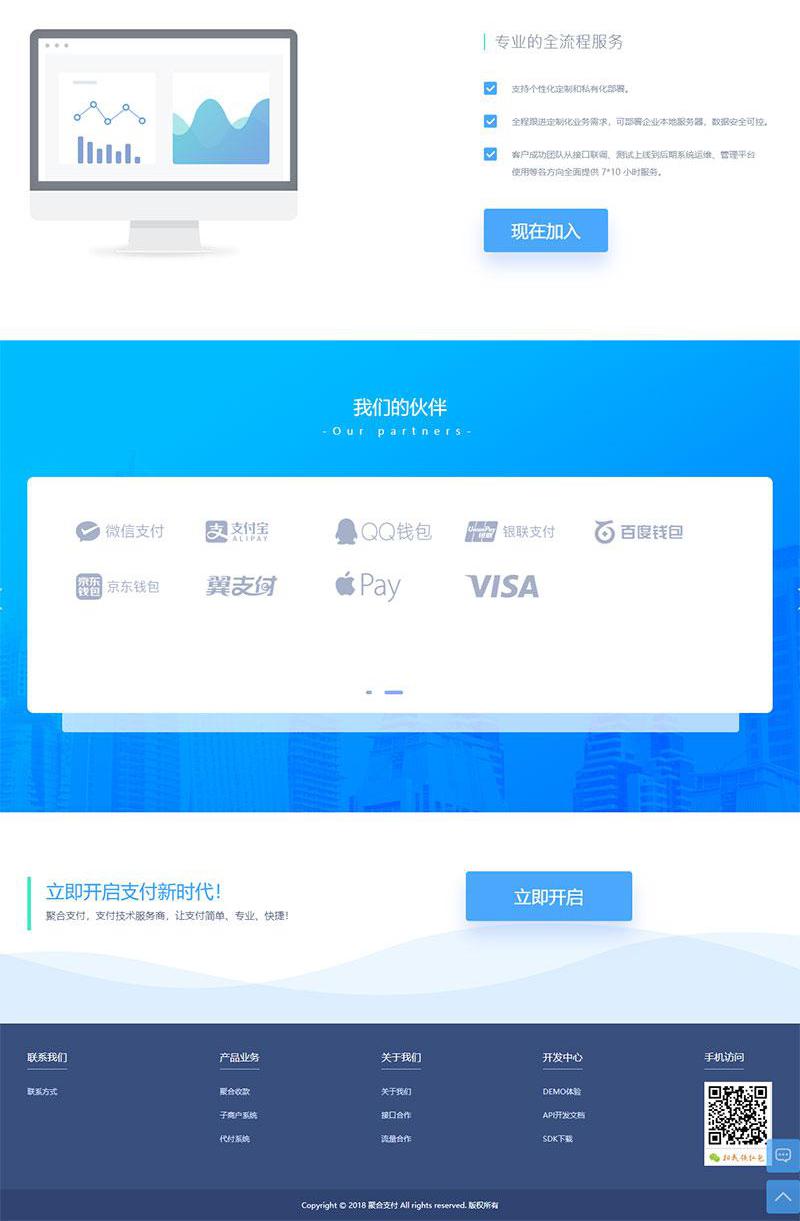 专业的全流程服务
支持个性化定制和私有化部署。
全程跟进定制化业务需求，可部署企业本地服务器，数据安全可控。
客户成功团队从接口联调、测试上线到后期系统运维、管理平台
使用等各方向全面提供 7*10 小时服务。
现在加入
我们的伙伴
-Our partners-
微信支付 支付宝 ALIPAY QQ钱包 UnionPay 银联 银联支付 百度钱包
京东钱包 京东钱包 翼支付 Pay VISA
立即开启支付新时代！
聚合支付，支付技术服务商，让支付简单、专业、快捷！
立即开启
联系我们 产品业务 关于我们 开发中心 手机访问
联系方式 聚合收款 关于我们 DEMO体验
子商户系统 接口合作 API开发文档
代付系统 流量合作 SDK下载
扫我领红包
Copyright © 2018 聚合支付 All rights reserved. 版权所有